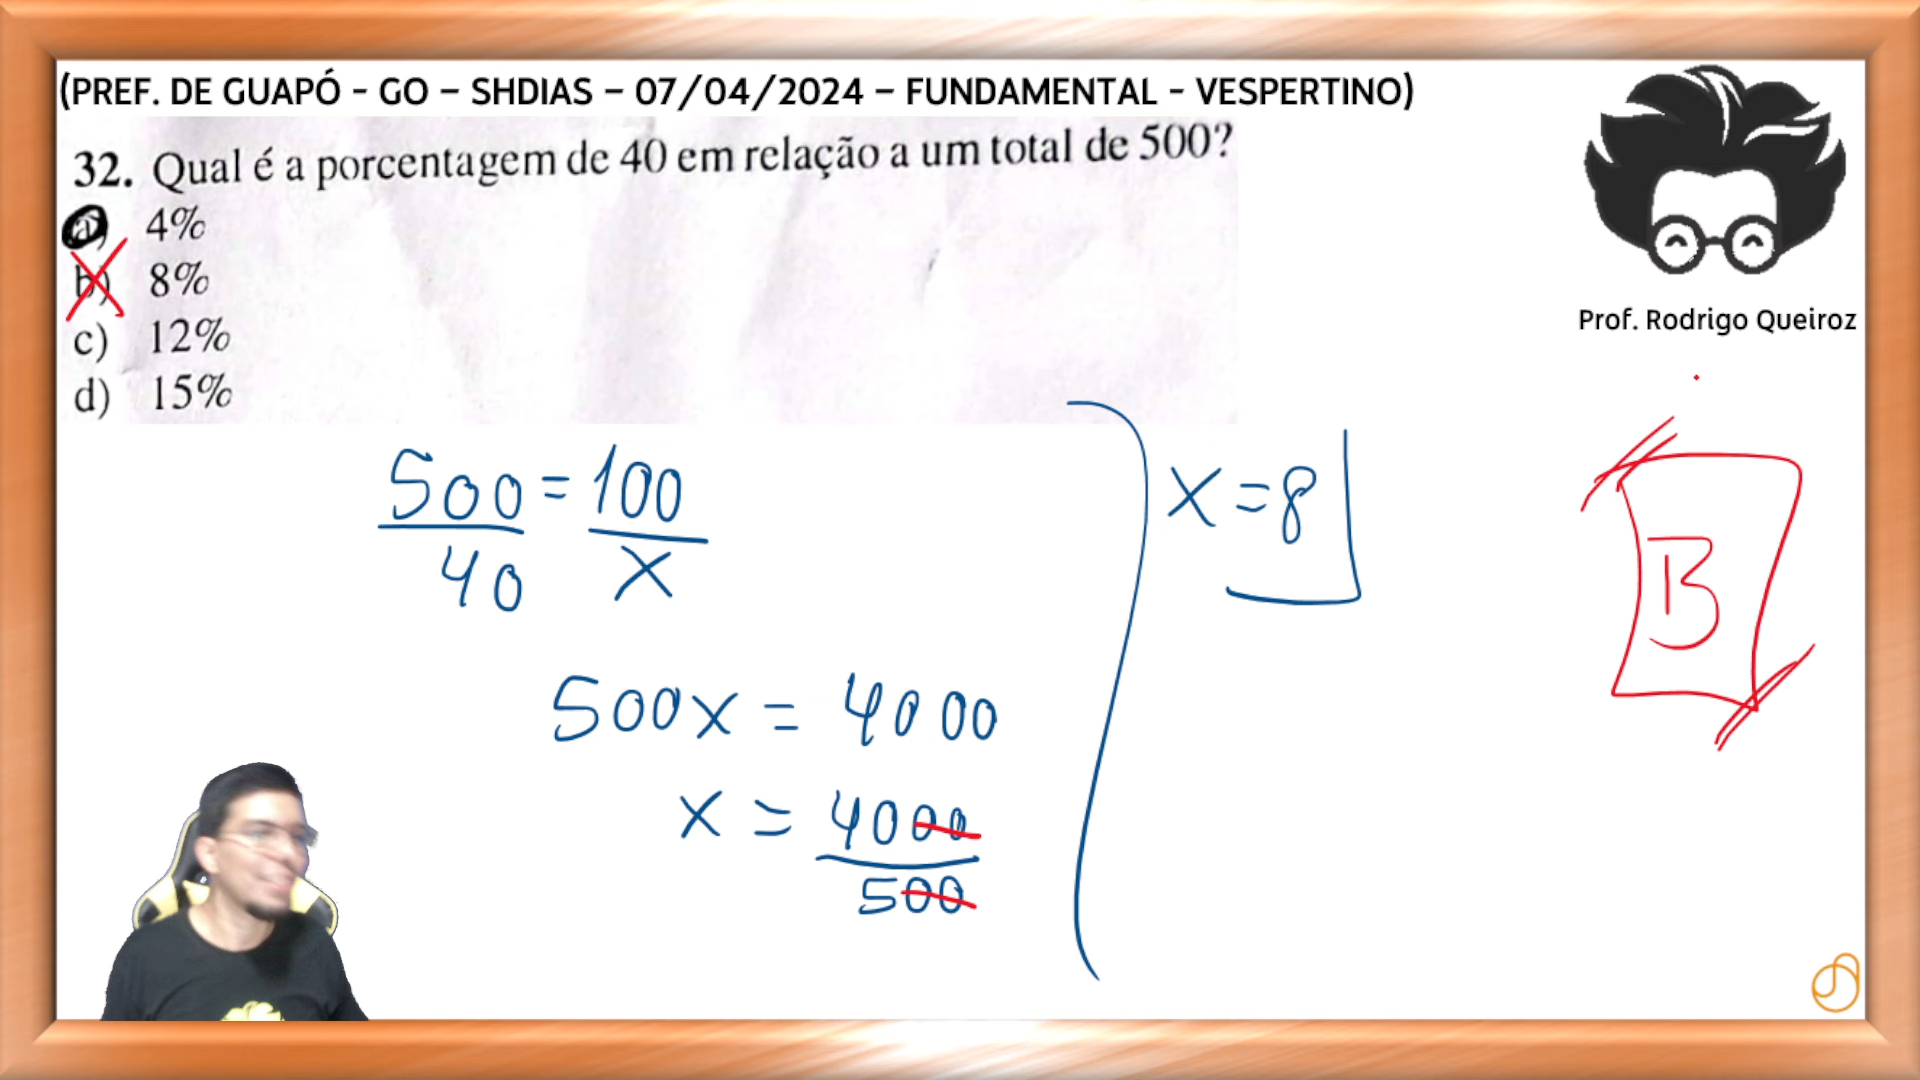 (PREF. DE GUAPÓ - GO – SHDIAS – 07/04/2024 – FUNDAMENTAL - VESPERTINO)
32. Qual é a porcentagem de 40 em relação a um total de 500?
a) 4%
b) 8%
c) 12%
d) 15%
Prof. Rodrigo Queiroz
500 = 100
40 X
500x = 4000
x = 4000
500
x = 8
B